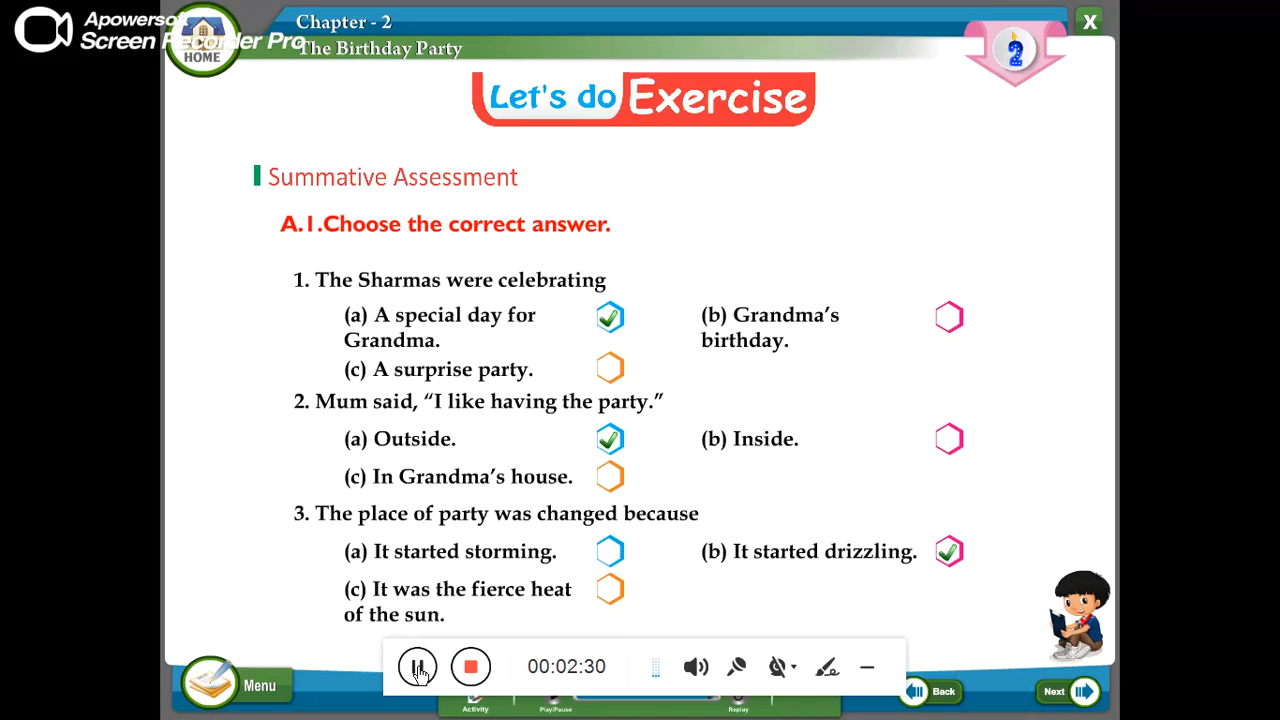 Apowersoft
Screen Recorder Pro
HOME
Chapter - 2
The Birthday Party
2
X
Let's do Exercise
Summative Assessment
A.1.Choose the correct answer.
1. The Sharmas were celebrating
(a) A special day for Grandma.
(b) Grandma's birthday.
(c) A surprise party.
2. Mum said, “I like having the party.”
(a) Outside.
(b) Inside.
(c) In Grandma's house.
3. The place of party was changed because
(a) It started storming.
(b) It started drizzling.
(c) It was the fierce heat
of the sun.
00:02:30
Menu
Activity
Play/Pause
Replay
Back
Next